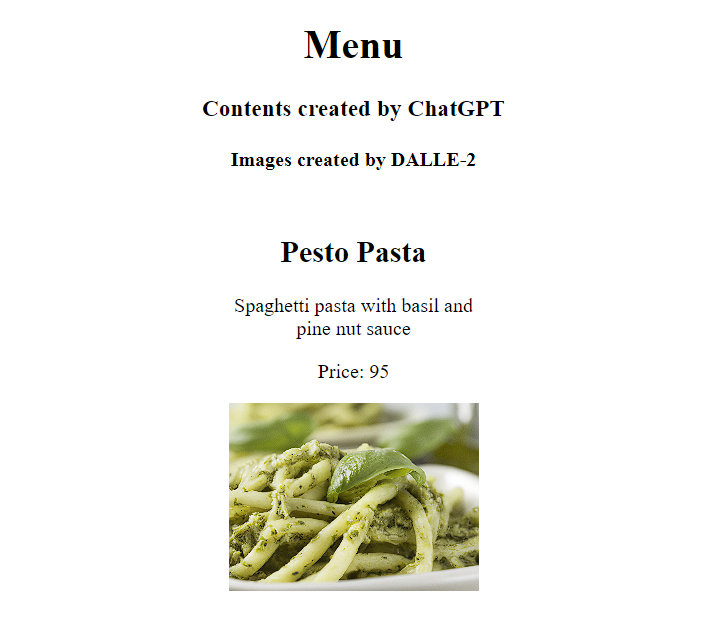 Menu
Contents created by ChatGPT
Images created by DALLE-2
Pesto Pasta
Spaghetti pasta with basil and
pine nut sauce
Price: 95